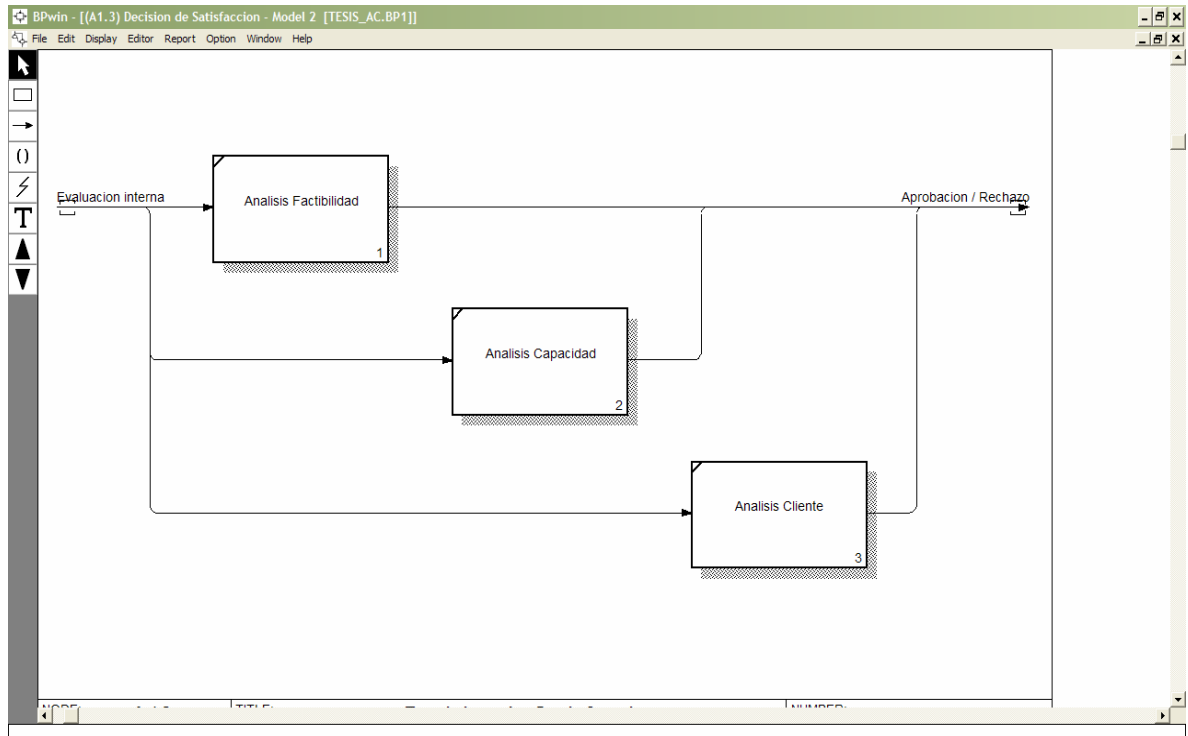 BPwin - [(A1.3) Decision de Satisfaccion - Model 2 [TESIS_AC.BP1]]
File Edit Display Editor Report Option Window Help
T
()
Evaluacion interna
Analisis Factibilidad
1
Aprobacion / Rechazo
Analisis Capacidad
2
Analisis Cliente
3
NODE:
TITLE:
NUMBER: